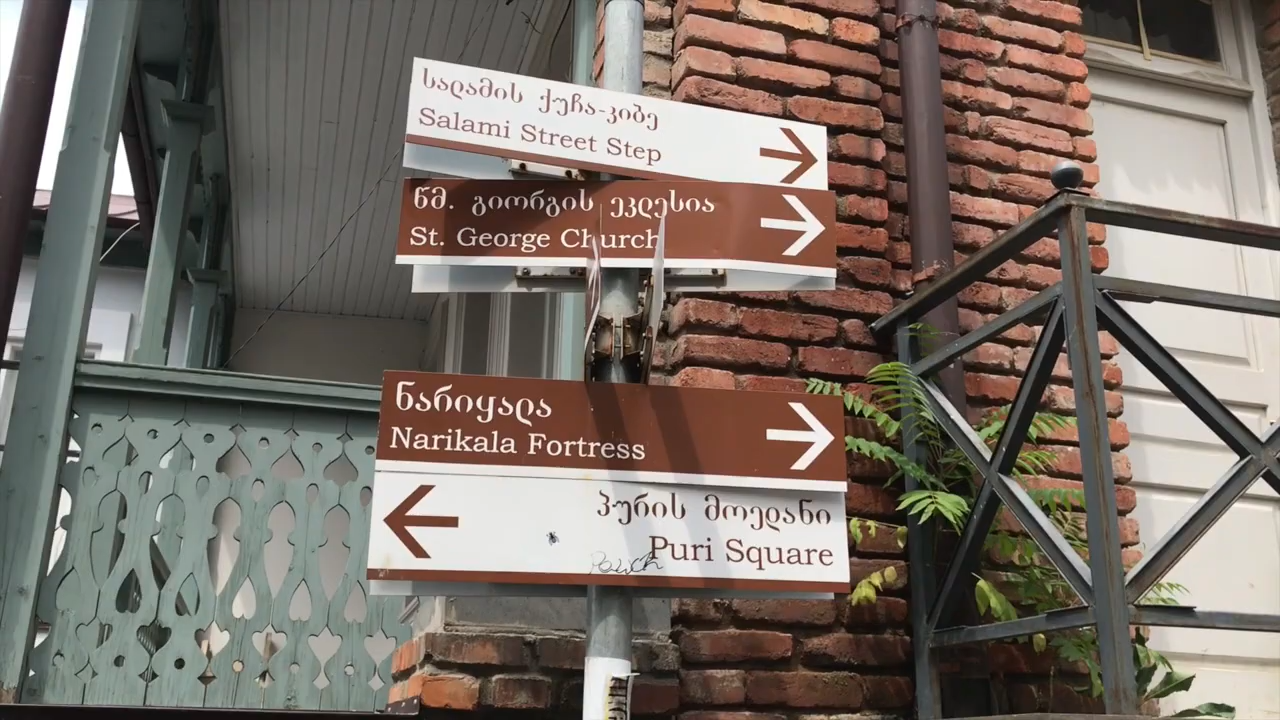 სალამის ქუჩა-კიბე
Salami Street Step
წმ. გიორგის ეკლესია
St. George Church
ნარიყალა
Narikala Fortress
პურის მოედანი
Puri Square